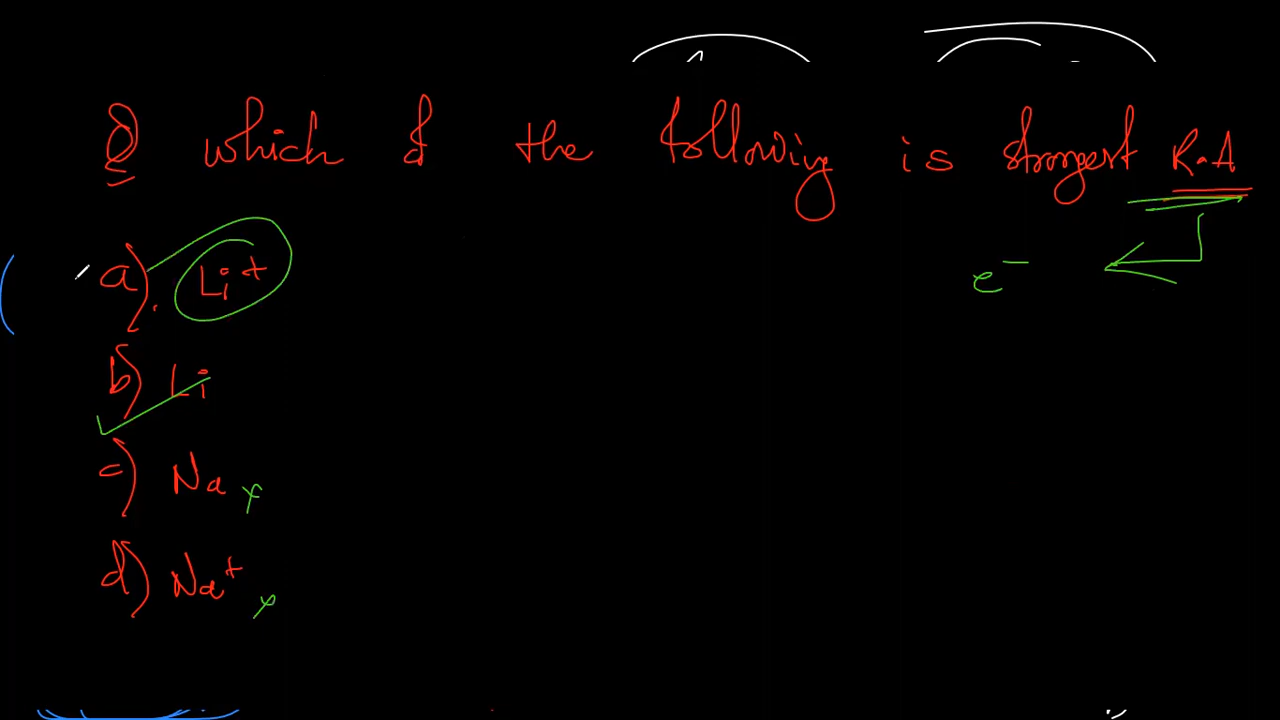 Q which of the following is strongest R.A
e⁻
a). Li⁺
b) Li
c) Na x
d) Na⁺ x